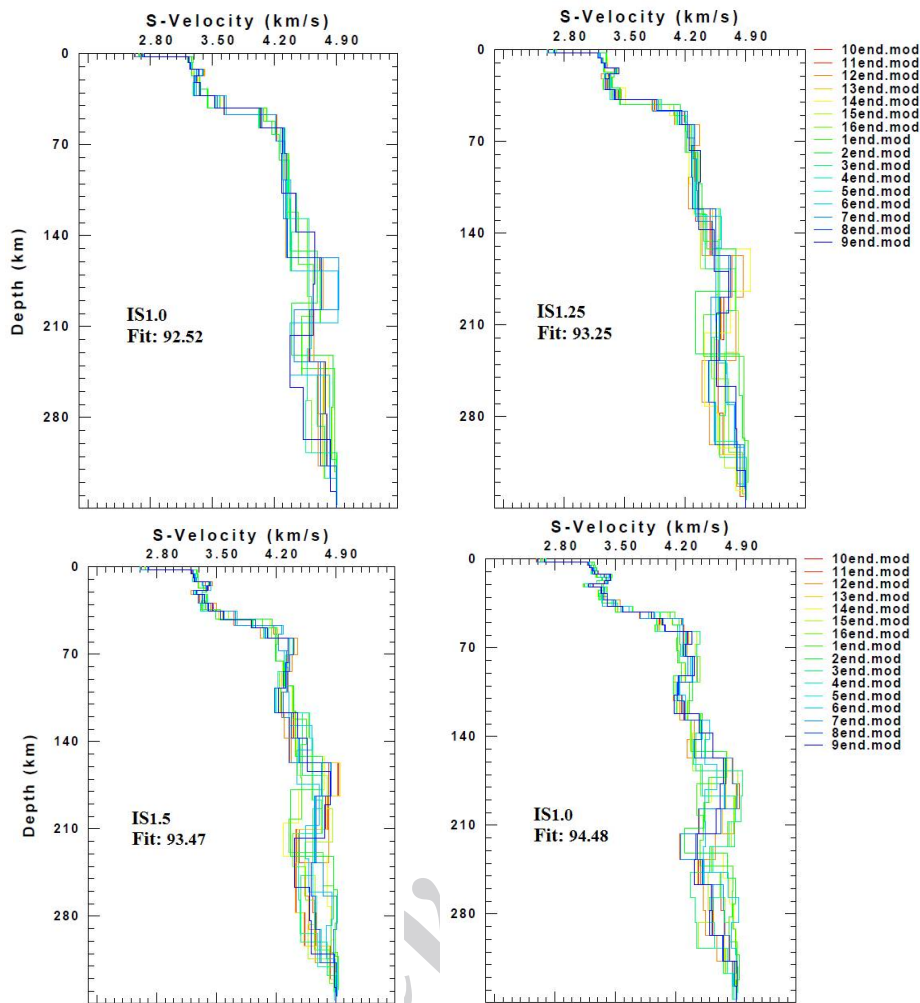 S-Velocity (km/s)
2.80 3.50 4.20 4.90
0
70
140
210
280
Depth (km)
IS1.0
Fit: 92.52
S-Velocity (km/s)
2.80 3.50 4.20 4.90
0
70
140
210
280
IS1.25
Fit: 93.25
10end.mod
11end.mod
12end.mod
13end.mod
14end.mod
15end.mod
16end.mod
1end.mod
2end.mod
3end.mod
4end.mod
5end.mod
6end.mod
7end.mod
8end.mod
9end.mod
S-Velocity (km/s)
2.80 3.50 4.20 4.90
0
70
140
210
280
Depth (km)
IS1.5
Fit: 93.47
S-Velocity (km/s)
2.80 3.50 4.20 4.90
0
70
140
210
280
IS1.0
Fit: 94.48
10end.mod
11end.mod
12end.mod
13end.mod
14end.mod
15end.mod
16end.mod
1end.mod
2end.mod
3end.mod
4end.mod
5end.mod
6end.mod
7end.mod
8end.mod
9end.mod